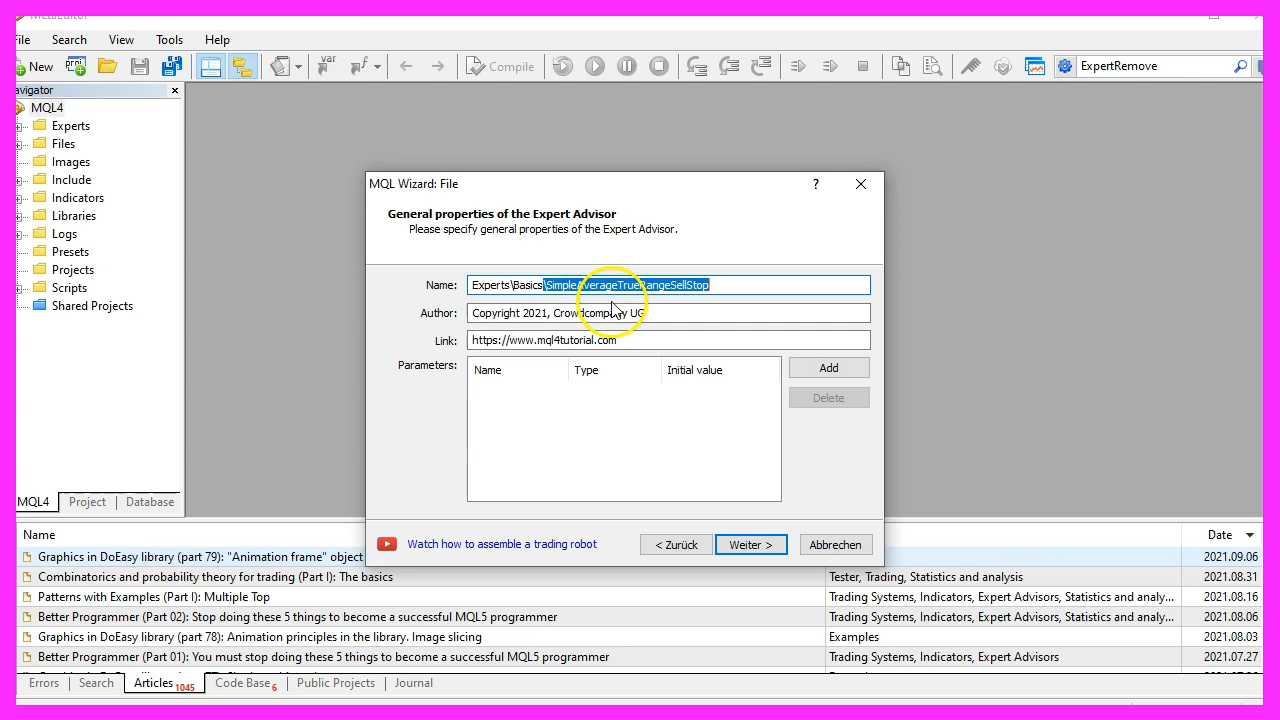 MetaEditor
File Search View Tools Help
New Compile ExpertRemove
Navigator
MQL4
Experts
Files
Images
Include
Indicators
Libraries
Logs
Presets
Projects
Scripts
Shared Projects
MQL4 Project Database
MQL Wizard: File
General properties of the Expert Advisor
Please specify general properties of the Expert Advisor.
Name: Experts\Basics\SimpleAverageTrueRangeSellStop
Author: Copyright 2021, Crowdcompany UG
Link: https://www.mql4tutorial.com
Parameters: Name Type Initial value
Add
Delete
Watch how to assemble a trading robot
< Zurück Weiter > Abbrechen
Name Date
Graphics in DoEasy library (part 79): "Animation frame" object 2021.09.06
Combinatorics and probability theory for trading (Part I): The basics Tester, Trading, Statistics and analysis 2021.08.31
Patterns with Examples (Part I): Multiple Top Trading Systems, Indicators, Expert Advisors, Statistics and analy... 2021.08.16
Better Programmer (Part 02): Stop doing these 5 things to become a successful MQL5 programmer Trading Systems, Indicators, Expert Advisors, Statistics and analy... 2021.08.06
Graphics in DoEasy library (part 78): Animation principles in the library. Image slicing Examples 2021.08.03
Better Programmer (Part 01): You must stop doing these 5 things to become a successful MQL5 programmer Trading Systems, Indicators, Expert Advisors 2021.07.27
Errors Search Articles 1045 Code Base 6 Public Projects Journal